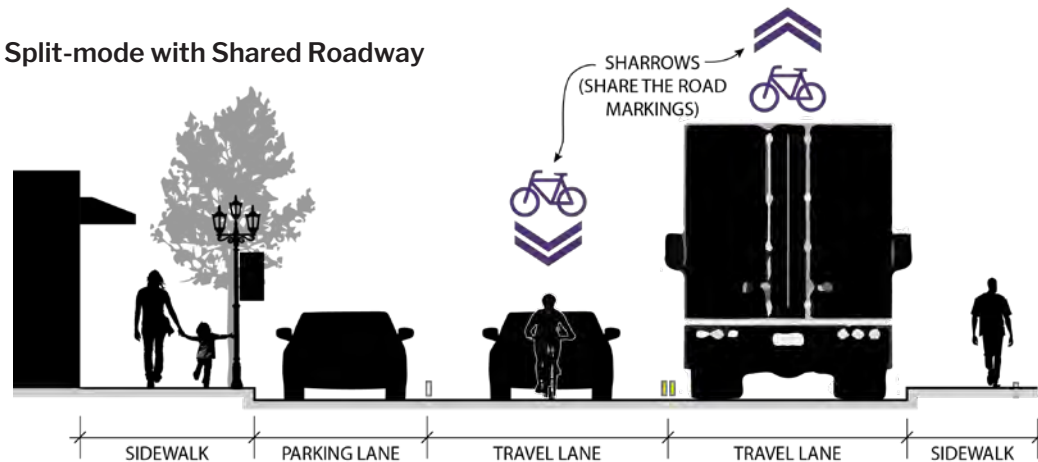 Split-mode with Shared Roadway
SHARROWS
(SHARE THE ROAD
MARKINGS)
SIDEWALK
PARKING LANE
TRAVEL LANE
TRAVEL LANE
SIDEWALK